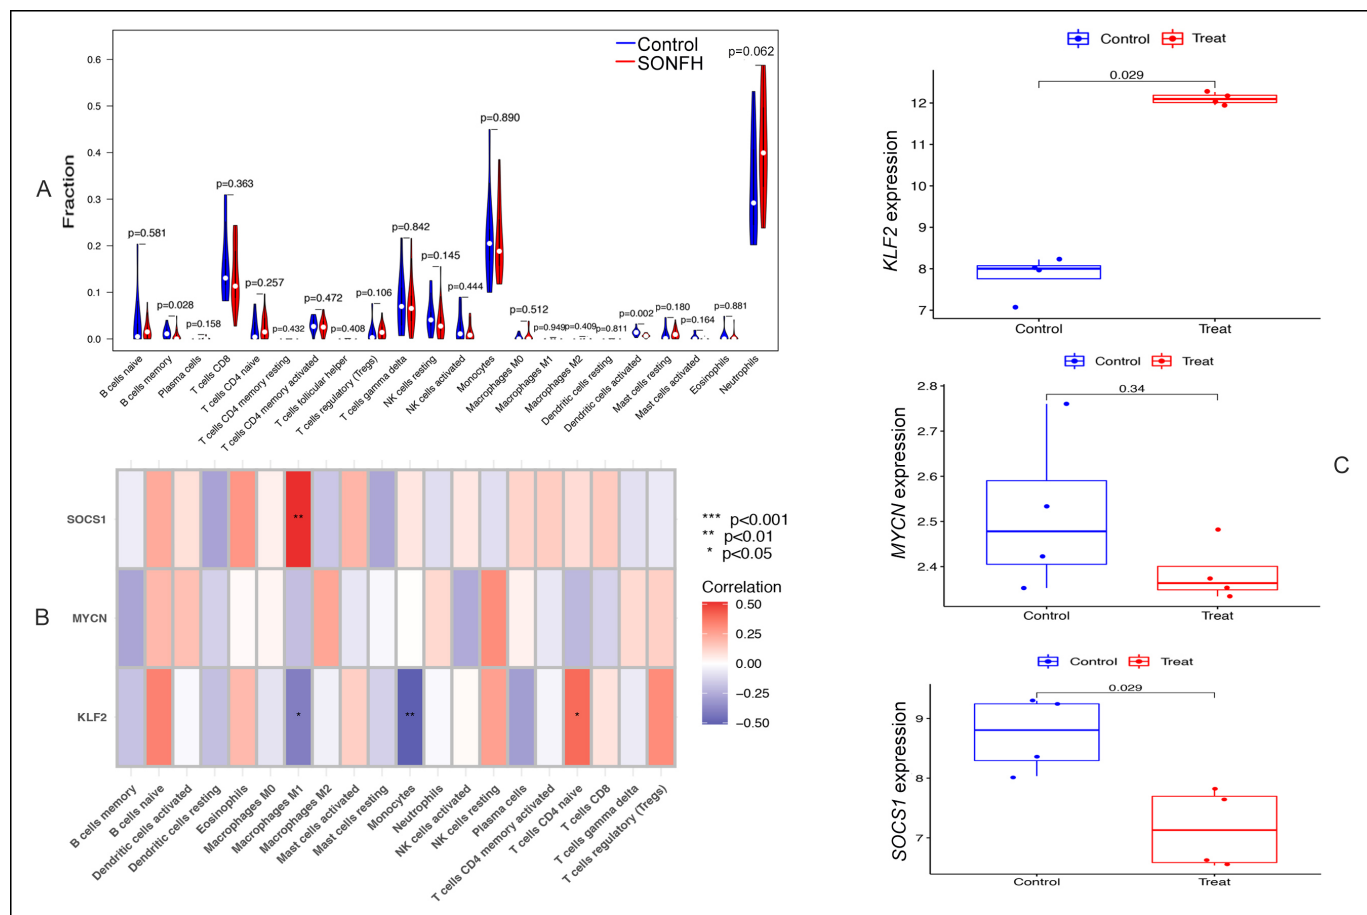 A
Fraction
0.6
0.5
0.4
0.3
0.2
0.1
0.0
Control
SONFH
p=0.581
p=0.028
p=0.158
p=0.363
p=0.257
p=0.432
p=0.472
p=0.408
p=0.106
p=0.842
p=0.145
p=0.444
p=0.890
p=0.512
p=0.949
p=0.409
p=0.811
p=0.002
p=0.180
p=0.164
p=0.881
p=0.062
B cells naive
B cells memory
Plasma cells
T cells CD8
T cells CD4 naive
T cells CD4 memory resting
T cells CD4 memory activated
T cells follicular helper
T cells regulatory (Tregs)
T cells gamma delta
NK cells resting
NK cells activated
Monocytes
Macrophages M0
Macrophages M1
Macrophages M2
Dendritic cells resting
Dendritic cells activated
Mast cells resting
Mast cells activated
Eosinophils
Neutrophils
B
SOCS1
MYCN
KLF2
**
*
**
*
*** p<0.001
** p<0.01
* p<0.05
Correlation
0.50
0.25
0.00
−0.25
−0.50
B cells memory
B cells naive
Dendritic cells activated
Dendritic cells resting
Eosinophils
Macrophages M0
Macrophages M1
Macrophages M2
Mast cells activated
Mast cells resting
Monocytes
Neutrophils
NK cells activated
NK cells resting
Plasma cells
T cells CD4 memory activated
T cells CD4 naive
T cells CD8
T cells gamma delta
T cells regulatory (Tregs)
C
Control Treat
0.029
KLF2 expression
12
11
10
9
8
7
Control Treat
Control Treat
0.34
MYCN expression
2.8
2.7
2.6
2.5
2.4
Control Treat
Control Treat
0.029
SOCS1 expression
9
8
7
Control Treat